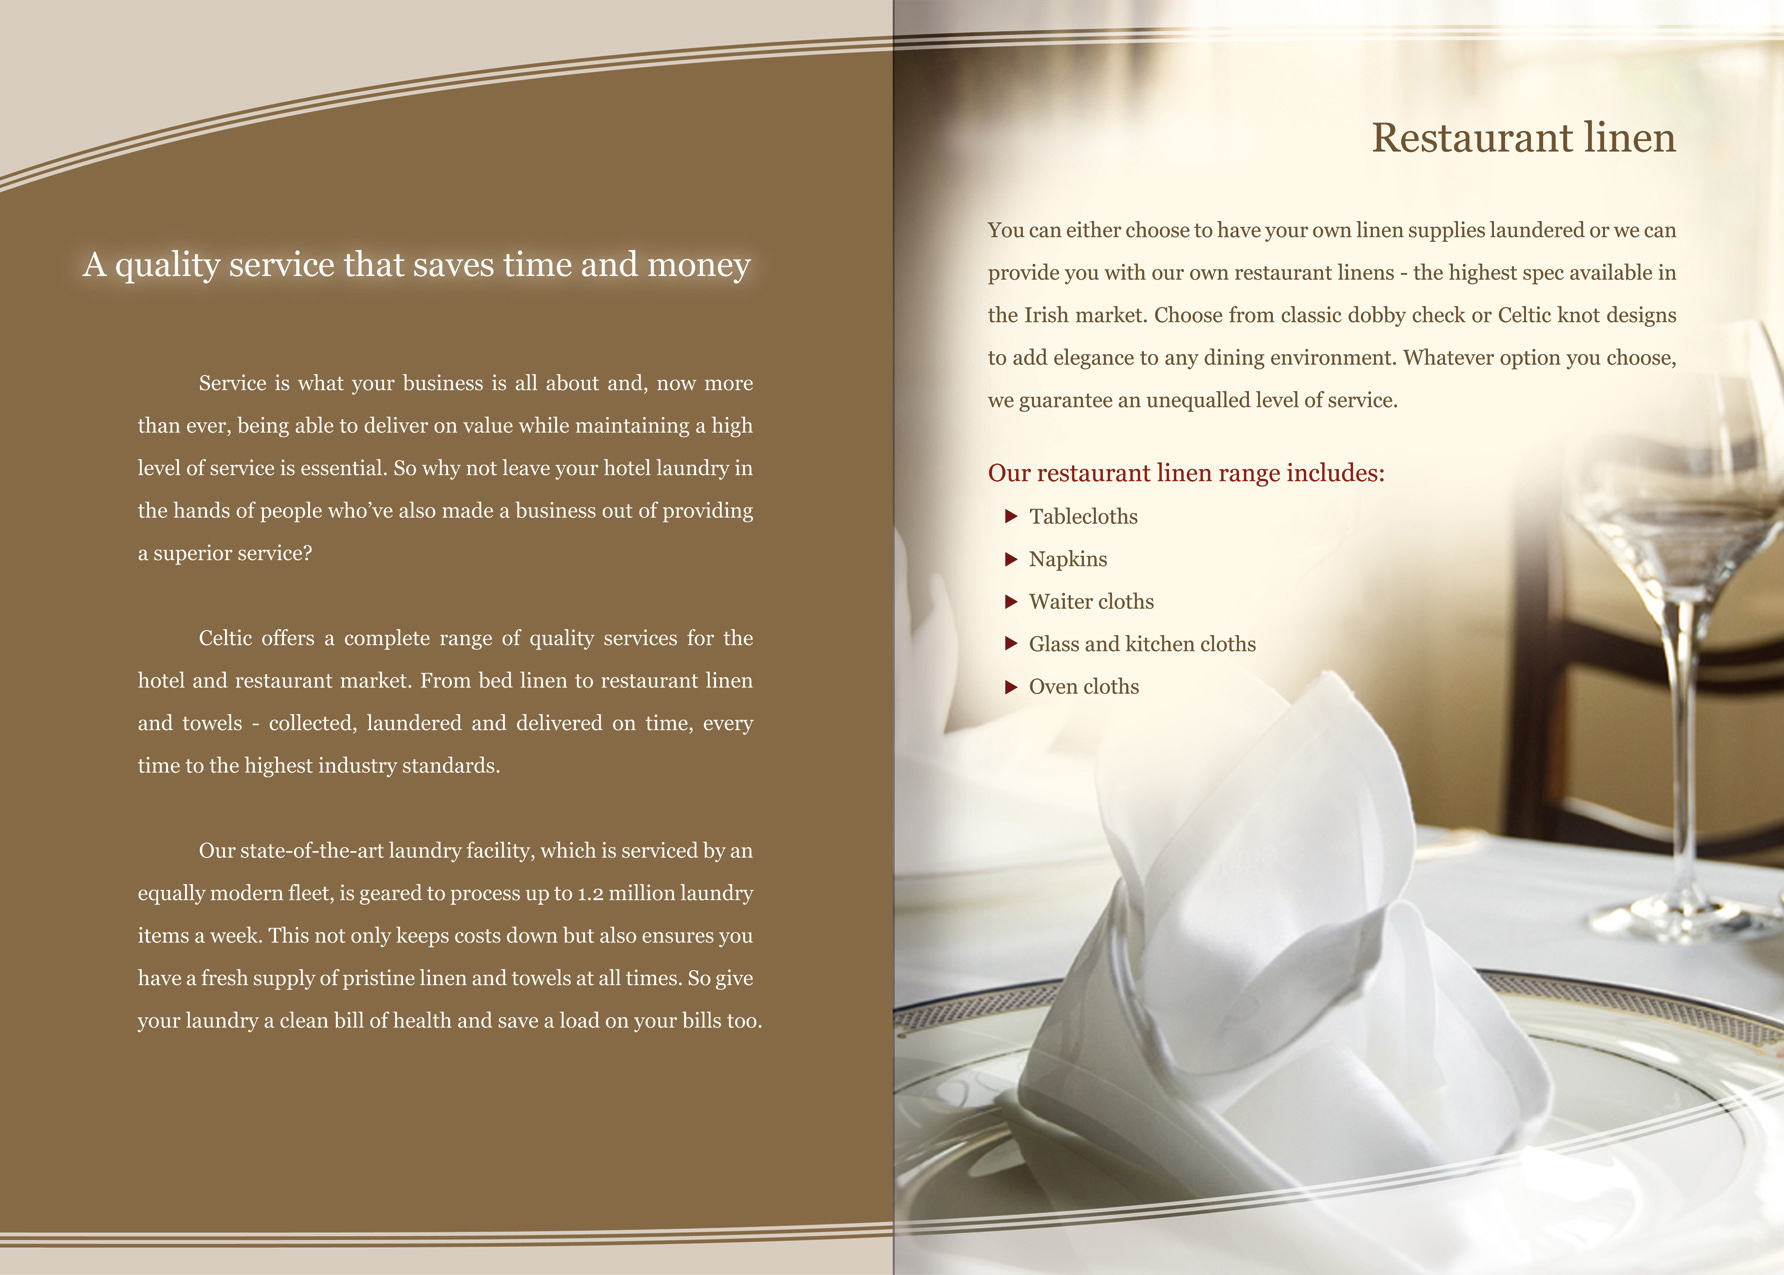 A quality service that saves time and money
Service is what your business is all about and, now more
than ever, being able to deliver on value while maintaining a high
level of service is essential. So why not leave your hotel laundry in
the hands of people who’ve also made a business out of providing
a superior service?
Celtic offers a complete range of quality services for the
hotel and restaurant market. From bed linen to restaurant linen
and towels - collected, laundered and delivered on time, every
time to the highest industry standards.
Our state-of-the-art laundry facility, which is serviced by an
equally modern fleet, is geared to process up to 1.2 million laundry
items a week. This not only keeps costs down but also ensures you
have a fresh supply of pristine linen and towels at all times. So give
your laundry a clean bill of health and save a load on your bills too.
Restaurant linen
You can either choose to have your own linen supplies laundered or we can
provide you with our own restaurant linens - the highest spec available in
the Irish market. Choose from classic dobby check or Celtic knot designs
to add elegance to any dining environment. Whatever option you choose,
we guarantee an unequalled level of service.
Our restaurant linen range includes:
Tablecloths
Napkins
Waiter cloths
Glass and kitchen cloths
Oven cloths